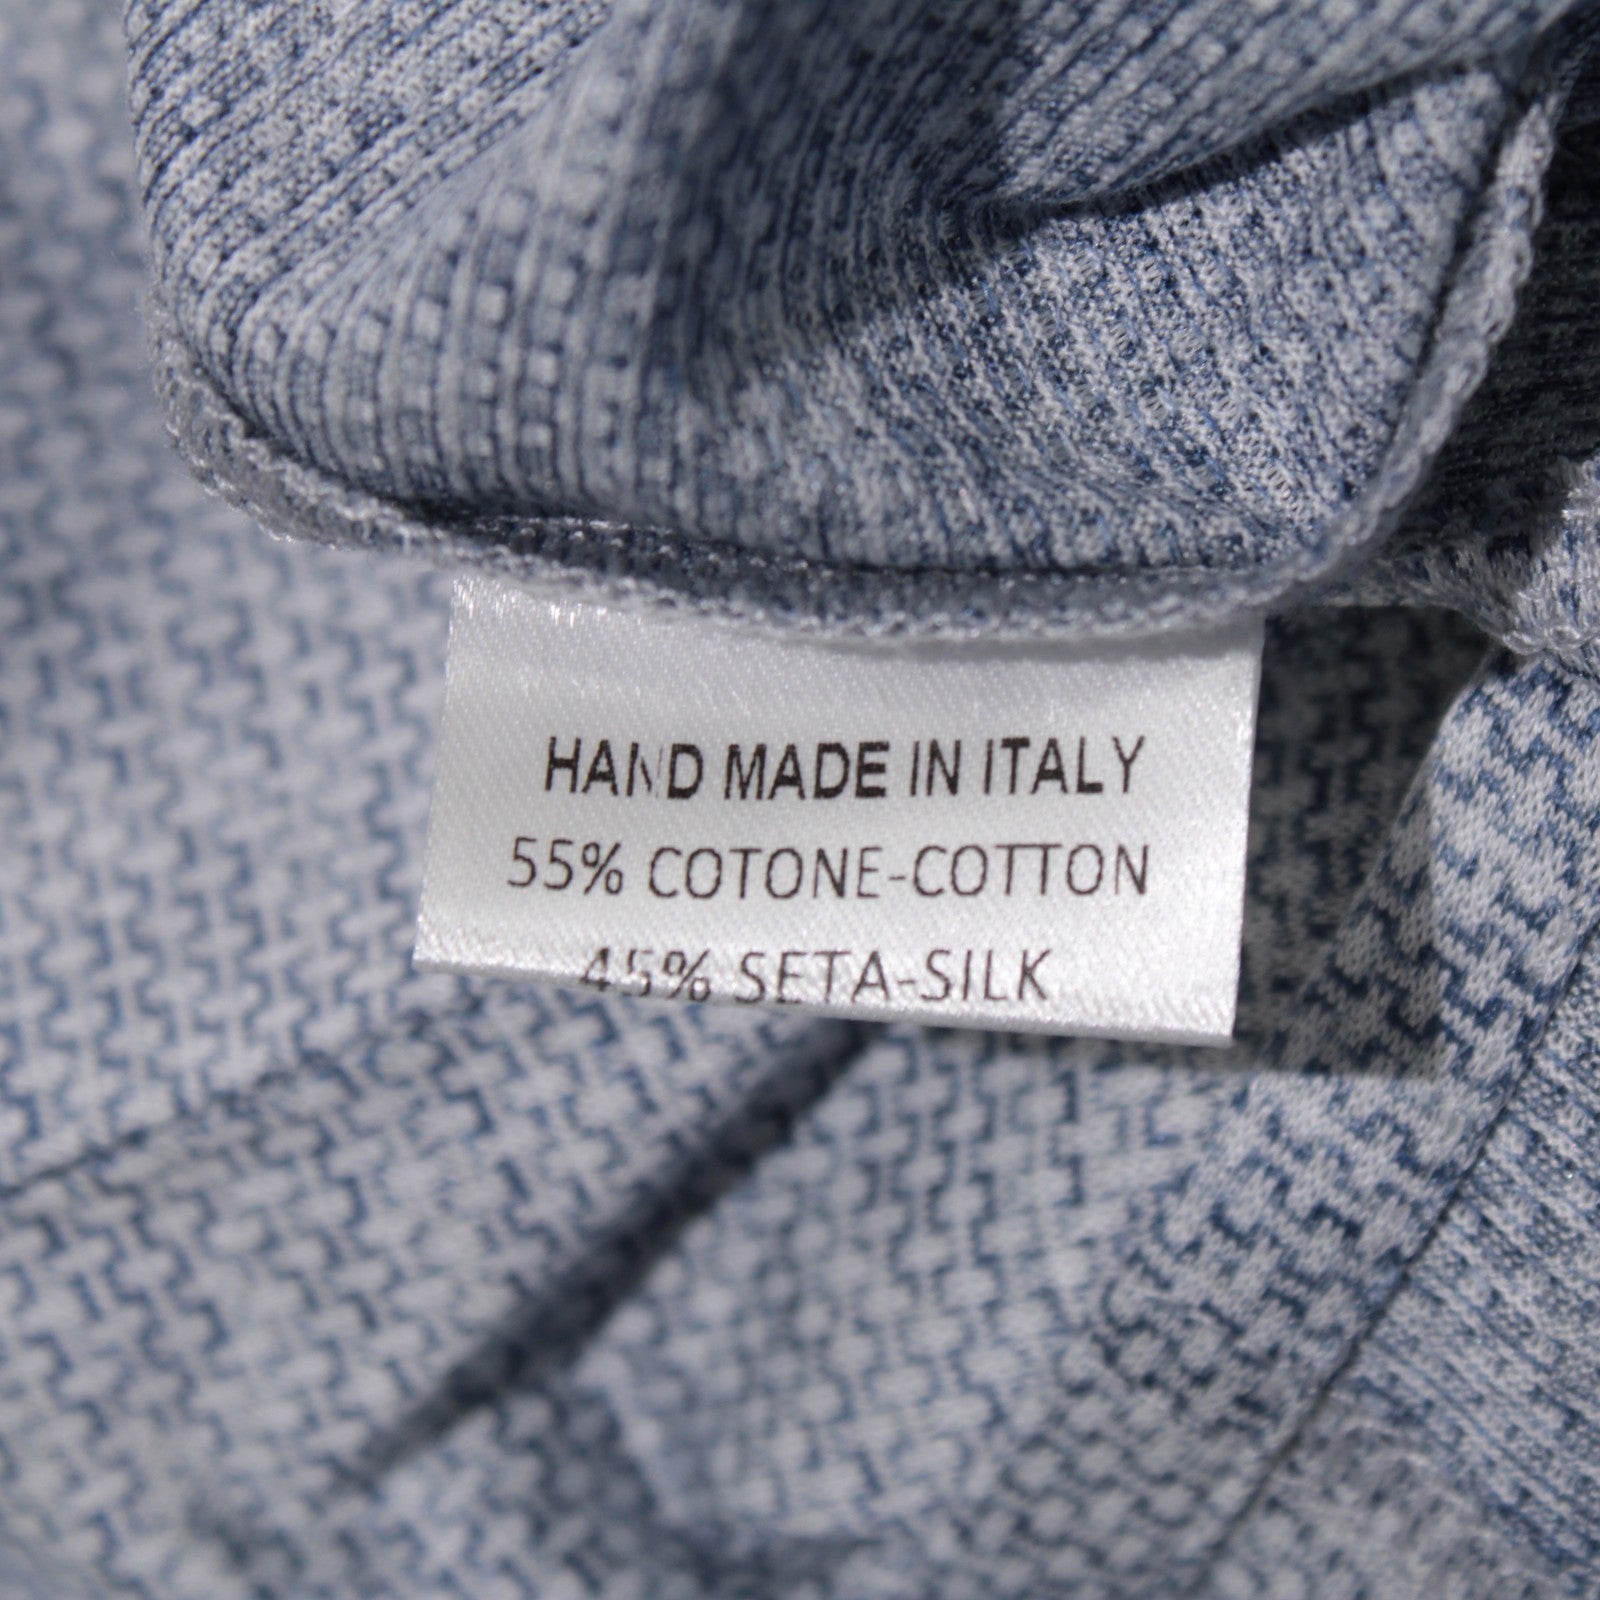 HAND MADE IN ITALY
55% COTONE-COTTON
45% SETA-SILK